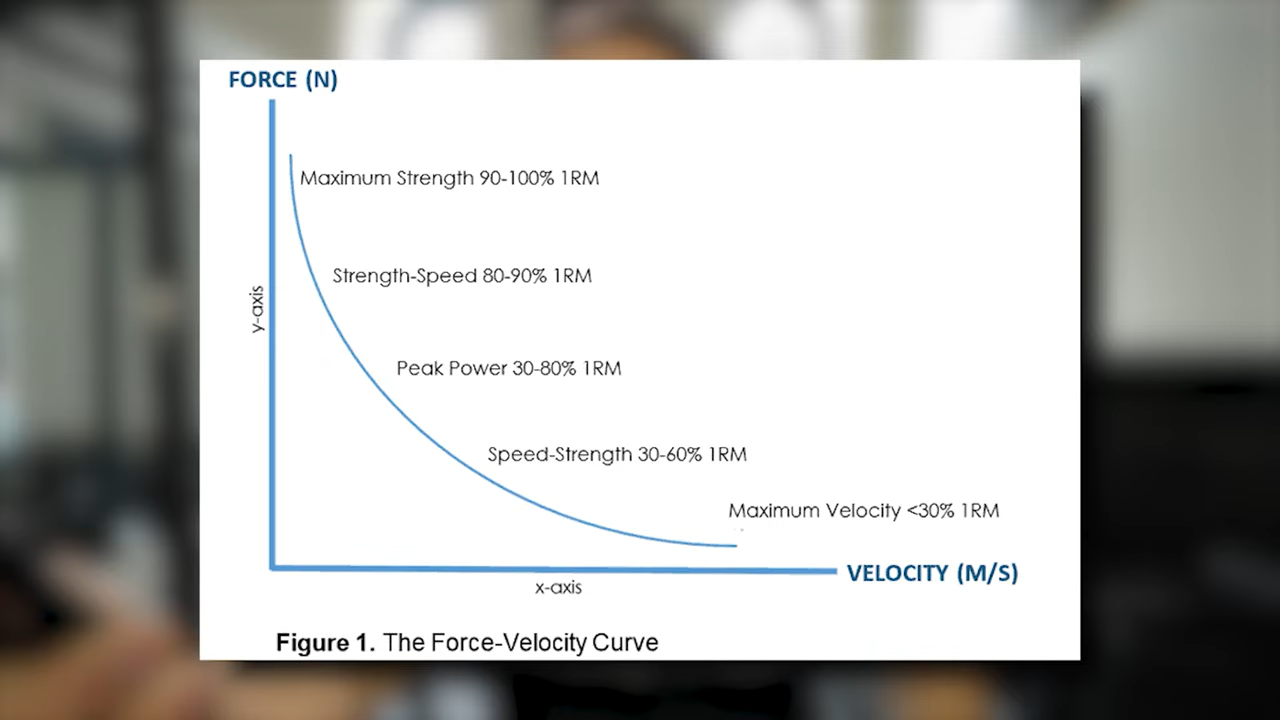 FORCE (N)
Maximum Strength 90-100% 1RM
Strength-Speed 80-90% 1RM
y-axis
Peak Power 30-80% 1RM
Speed-Strength 30-60% 1RM
Maximum Velocity <30% 1RM
VELOCITY (M/S)
x-axis
Figure 1. The Force-Velocity Curve